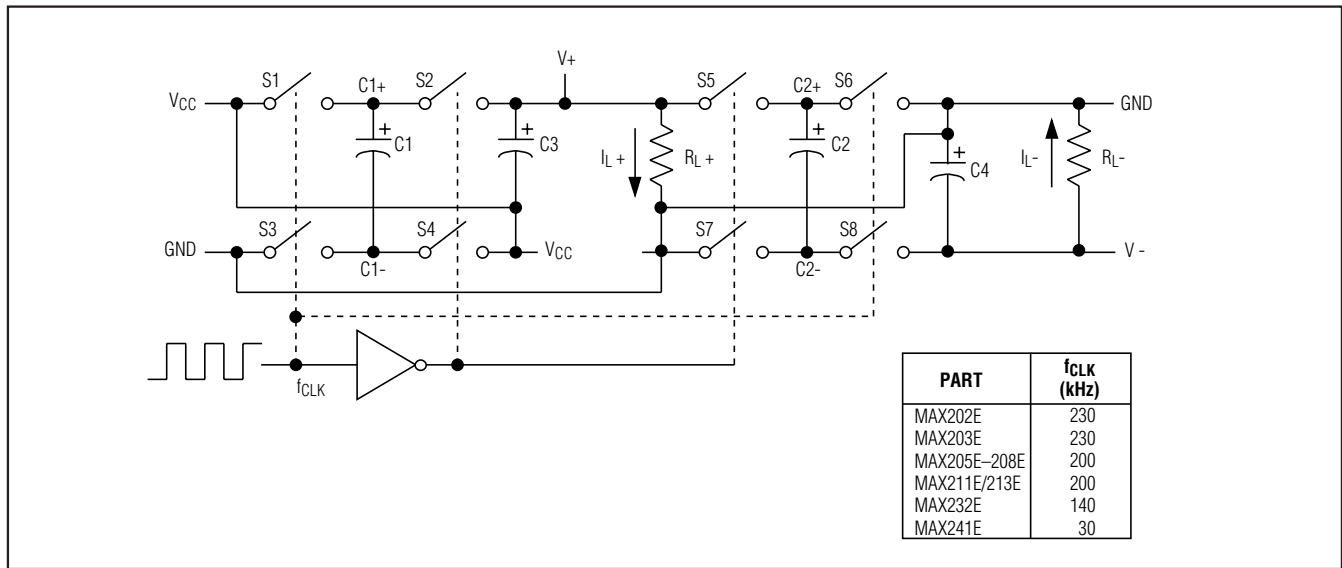 V+
S1
C1+
S2
S5
C2+
S6
VCC
GND
C1
C3
IL+
RL+
C2
C4
IL-
RL-
S3
S4
S7
S8
GND
C1-
VCC
C2-
V -
fCLK
PART fCLK (kHz)
MAX202E 230
MAX203E 230
MAX205E–208E 200
MAX211E/213E 200
MAX232E 140
MAX241E 30